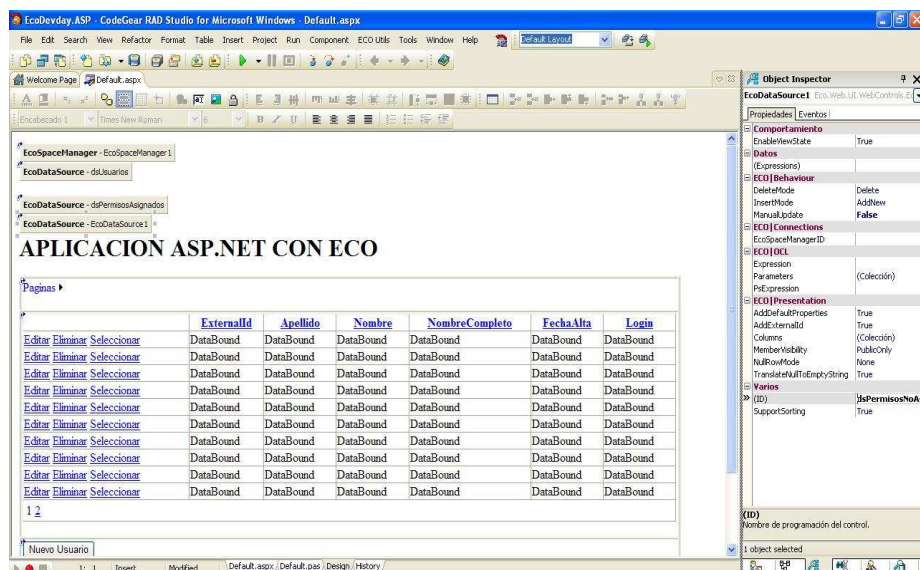 EcoDevday.ASP - CodeGear RAD Studio for Microsoft Windows - Default.aspx
File Edit Search View Refactor Format Table Insert Project Run Component ECO Utils Tools Window Help
Default Layout
Welcome Page Default.aspx
Encabezado 1 Times New Roman 6 B I U
EcoSpaceManager - EcoSpaceManager1
EcoDataSource - dsUsuarios
EcoDataSource - dsPermisosAsignados
EcoDataSource - EcoDataSource1
APLICACION ASP.NET CON ECO
Paginas
ExternalId Apellido Nombre NombreCompleto FechaAlta Login
Editar Eliminar Seleccionar DataBound DataBound DataBound DataBound DataBound DataBound
Editar Eliminar Seleccionar DataBound DataBound DataBound DataBound DataBound DataBound
Editar Eliminar Seleccionar DataBound DataBound DataBound DataBound DataBound DataBound
Editar Eliminar Seleccionar DataBound DataBound DataBound DataBound DataBound DataBound
Editar Eliminar Seleccionar DataBound DataBound DataBound DataBound DataBound DataBound
Editar Eliminar Seleccionar DataBound DataBound DataBound DataBound DataBound DataBound
Editar Eliminar Seleccionar DataBound DataBound DataBound DataBound DataBound DataBound
Editar Eliminar Seleccionar DataBound DataBound DataBound DataBound DataBound DataBound
Editar Eliminar Seleccionar DataBound DataBound DataBound DataBound DataBound DataBound
Editar Eliminar Seleccionar DataBound DataBound DataBound DataBound DataBound DataBound
1 2
Nuevo Usuario
1: 1 Insert Modified Default.aspx Default.pas Design History
Object Inspector
EcoDataSource1 Eco.Web.UI.WebControls.E
Propiedades Eventos
Comportamiento
EnableViewState True
Datos
(Expressions)
ECO|Behaviour
DeleteMode Delete
InsertMode AddNew
ManualUpdate False
ECO|Connections
EcoSpaceManagerID
ECO|OCL
Expression
Parameters (Colección)
PsExpression
ECO|Presentation
AddDefaultProperties True
AddExternalId True
Columns (Colección)
MemberVisibility PublicOnly
NullRowMode None
TranslateNullToEmptyString True
Varios
(ID) dsPermisosNoA
SupportSorting True
(ID)
Nombre de programación del control.
1 object selected